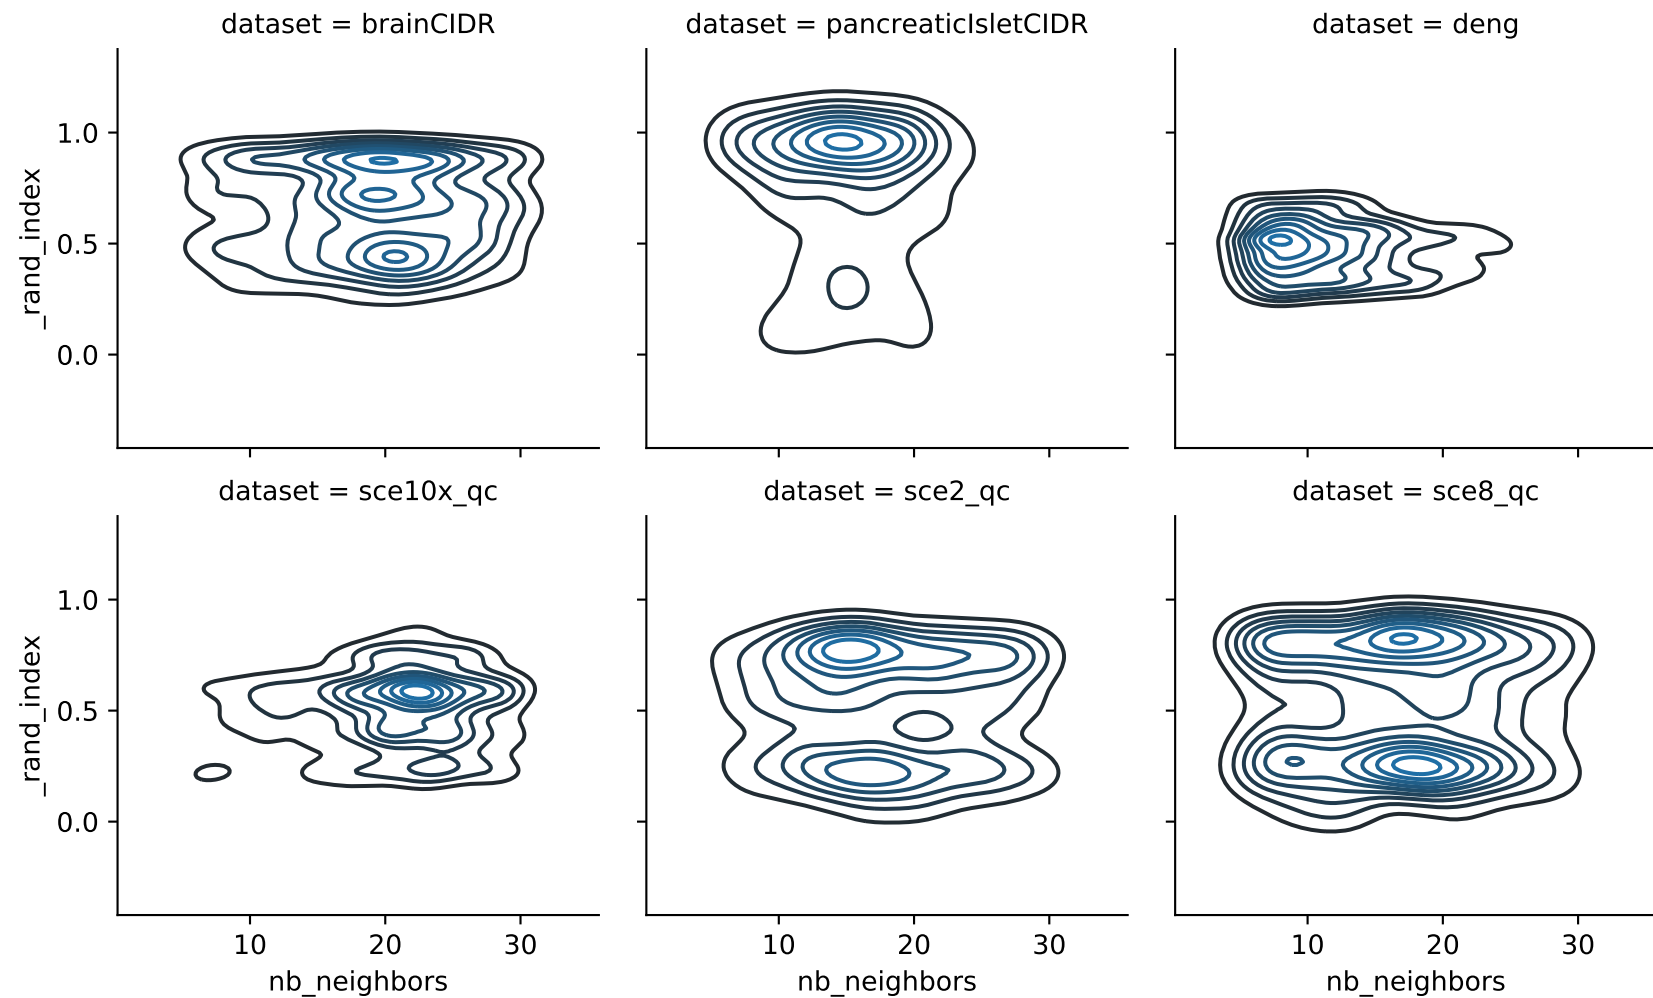 dataset = brainCIDR
dataset = pancreaticIsletCIDR
dataset = deng
1.0
0.5
0.0
_rand_index
dataset = sce10x_qc
dataset = sce2_qc
dataset = sce8_qc
1.0
0.5
0.0
_rand_index
10 20 30
10 20 30
10 20 30
nb_neighbors
nb_neighbors
nb_neighbors